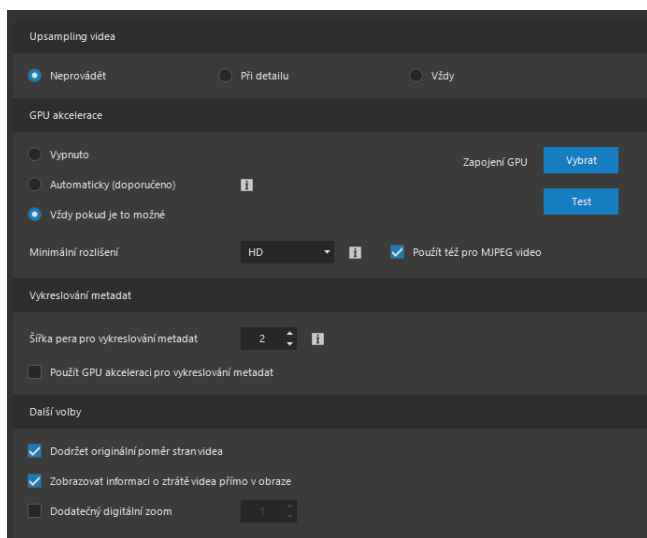 Upsampling videa
Neprovádět Při detailu Vždy
GPU akcelerace
Vypnuto
Zapojení GPU Vybrat
Automaticky (doporučeno) i
Test
Vždy pokud je to možné
Minimální rozlišení HD i Použít též pro MJPEG video
Vykreslování metadat
Šířka pera pro vykreslování metadat 2 i
Použít GPU akceleraci pro vykreslování metadat
Další volby
Dodržet originální poměr stran videa
Zobrazovat informaci o ztrátě videa přímo v obraze
Dodatečný digitální zoom 1